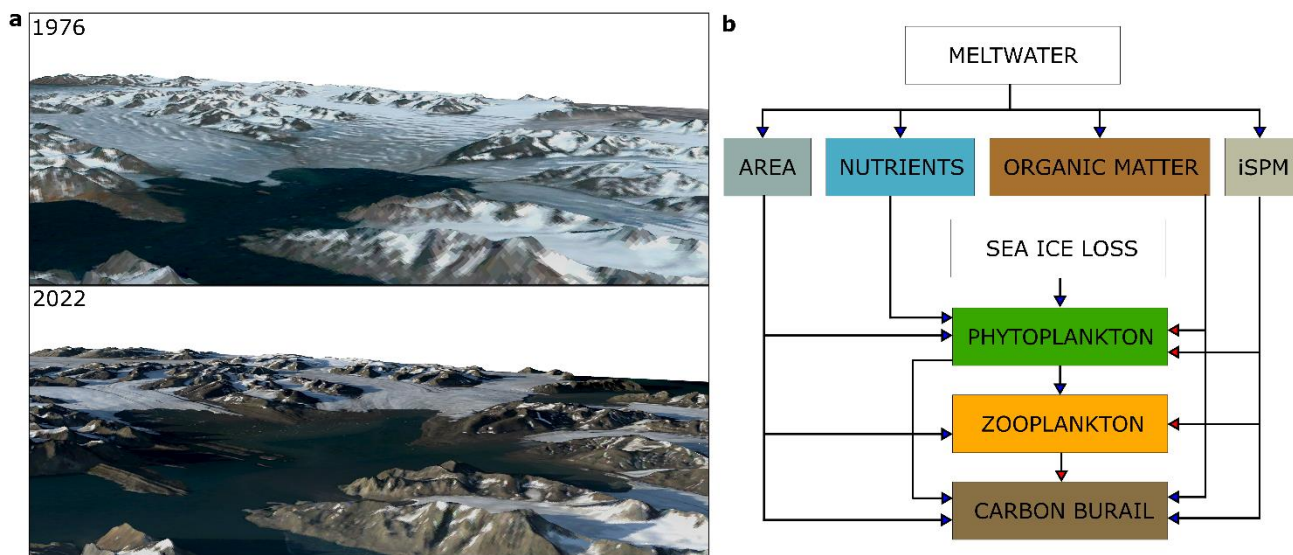 a
1976
2022
b
MELTWATER
AREA
NUTRIENTS
ORGANIC MATTER
iSPM
SEA ICE LOSS
PHYTOPLANKTON
ZOOPLANKTON
CARBON BURAIL